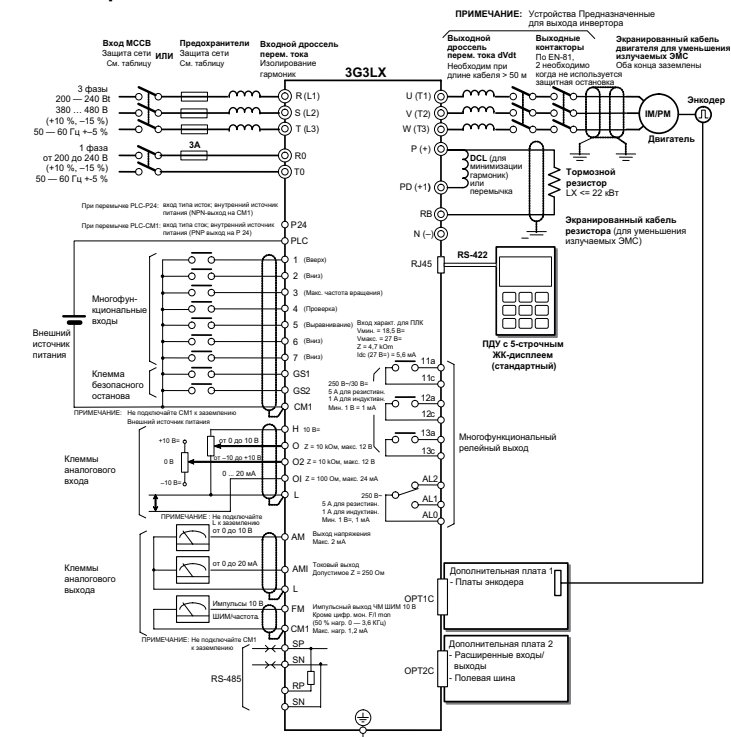 ПРИМЕЧАНИЕ: Устройства Предназначенные
для выхода инвертора
Вход MCCB
Защита сети
См. таблицу
ИЛИ
Предохранители
Защита сети
См. таблицу
Входной дроссель
перем. тока
Изолирование
гармоник
3G3LX
Выходной
дроссель
перем. тока dVdt
Необходим при
длине кабеля > 50 м
Выходные
контакторы
По EN-81,
2 необходимо
когда не используется
защитная остановка
Экранированный кабель
двигателя для уменьшения
излучаемых ЭМС
Оба конца заземлены
3 фазы
200 — 240 Вt
380 … 480 В
(+10 %, –15 %)
50 — 60 Гц +–5 %
R (L1)
S (L2)
T (L3)
U (T1)
V (T2)
W (T3)
IM/PM
Двигатель
Энкодер
1 фаза
от 200 до 240 В
(+10 %, –15 %)
50 — 60 Гц +-5 %
3A
R0
T0
P (+)
PD (+1)
RB
N (–)
DCL (для
минимизации
гармоник)
или
перемычка
Тормозной
резистор
LX <= 22 кВт
Экранированный кабель
резистора (для уменьшения
излучаемых ЭМС)
При перемычке PLC-P24: вход типа исток; внутренний источник
питания (NPN-выход на CM1)
При перемычке PLC-CM1: вход типа сток; внутренний источник
питания (PNP выход на P 24)
P24
PLC
RJ45
RS-422
ПДУ с 5-строчным
ЖК-дисплеем
(стандартный)
Внешний
источник
питания
Многофун-
кциональные
входы
1 (Вверх)
2 (Вниз)
3 (Макс. частота вращения)
4 (Проверка)
5 (Выравнивание)
6 (Вниз)
7 (Вниз)
Вход характ. для ПЛК
Vмин. = 18,5 В=
Vмакс. = 27 В=
Z = 4,7 kOm
Idc (27 В=) = 5,6 мА
Клемма
безопасного
останова
GS1
GS2
CM1
ПРИМЕЧАНИЕ: Не подключайте CM1 к заземлению
Внешний источник питания
250 В~/30 В=
5 А для резистивн.
1 А для индуктивн.
Мин. 1 В = 1 мА
11a
11c
12a
12c
13a
13c
Многофункциональный
релейный выход
Клеммы
аналогового
входа
+10 В=
0 В
–10 В=
от 0 до 10 В
от –10 до +10 В
0 ... 20 мА
H 10 В=
O Z = 10 kОм, макс. 12 В
O2 Z = 10 kОм, макс. 12 В
OI Z = 100 Ом, макс. 24 мА
L
ПРИМЕЧАНИЕ: Не подключайте
L к заземлению
250 В~
5 А для резистивн.
1 А для индуктивн.
Мин. 1 В=, 1 мА
AL2
AL1
AL0
Клеммы
аналогового
выхода
от 0 до 10 В
AM Выход напряжения
Макс. 2 мА
от 0 до 20 мА
AMI Токовый выход
Допустимое Z = 250 Ом
L
Импульсы 10 В
ШИМ/частота.
FM Импульсный выход ЧМ ШИМ 10 В
Кроме цифр. мон. F/I mon
(50 % нагр. 0 — 3,6 КГц)
Макс. нагр. 1,2 мА
CM1
ПРИМЕЧАНИЕ: Не подключайте CM1
к заземлению
RS-485
SP
SN
RP
SN
OPT1C
Дополнительная плата 1
- Платы энкодера
OPT2C
Дополнительная плата 2
- Расширенные входы/
выходы
- Полевая шина